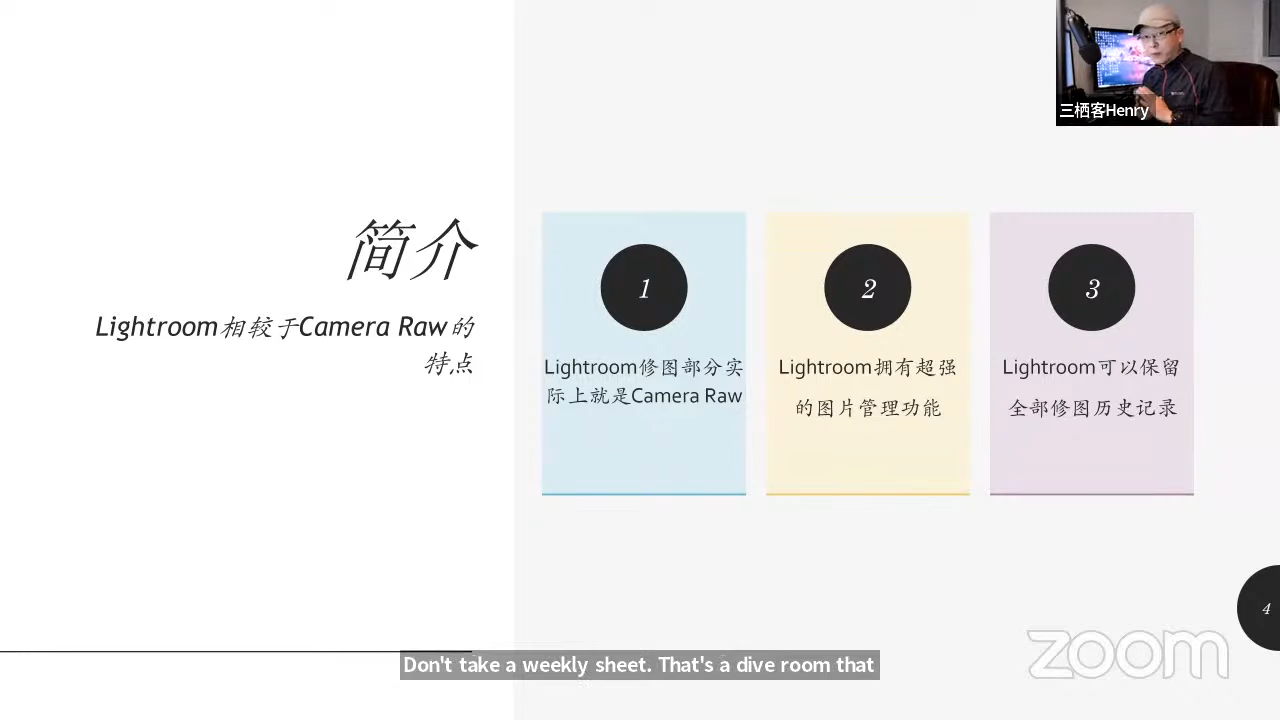 三栖客Henry
简介
Lightroom相较于Camera Raw的
特点
1
Lightroom修图部分实
际上就是Camera Raw
2
Lightroom拥有超强
的图片管理功能
3
Lightroom可以保留
全部修图历史记录
4
zoom
Don't take a weekly sheet. That's a dive room that